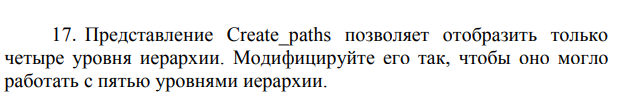 17. Представление Create_paths позволяет отобразить только
четыре уровня иерархии. Модифицируйте его так, чтобы оно могло
работать с пятью уровнями иерархии.